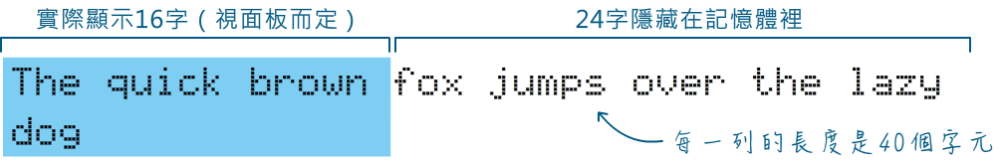 實際顯示16字（視面板而定）
24字隱藏在記憶體裡
The quick brown fox jumps over the lazy
dog
每一列的長度是40個字元